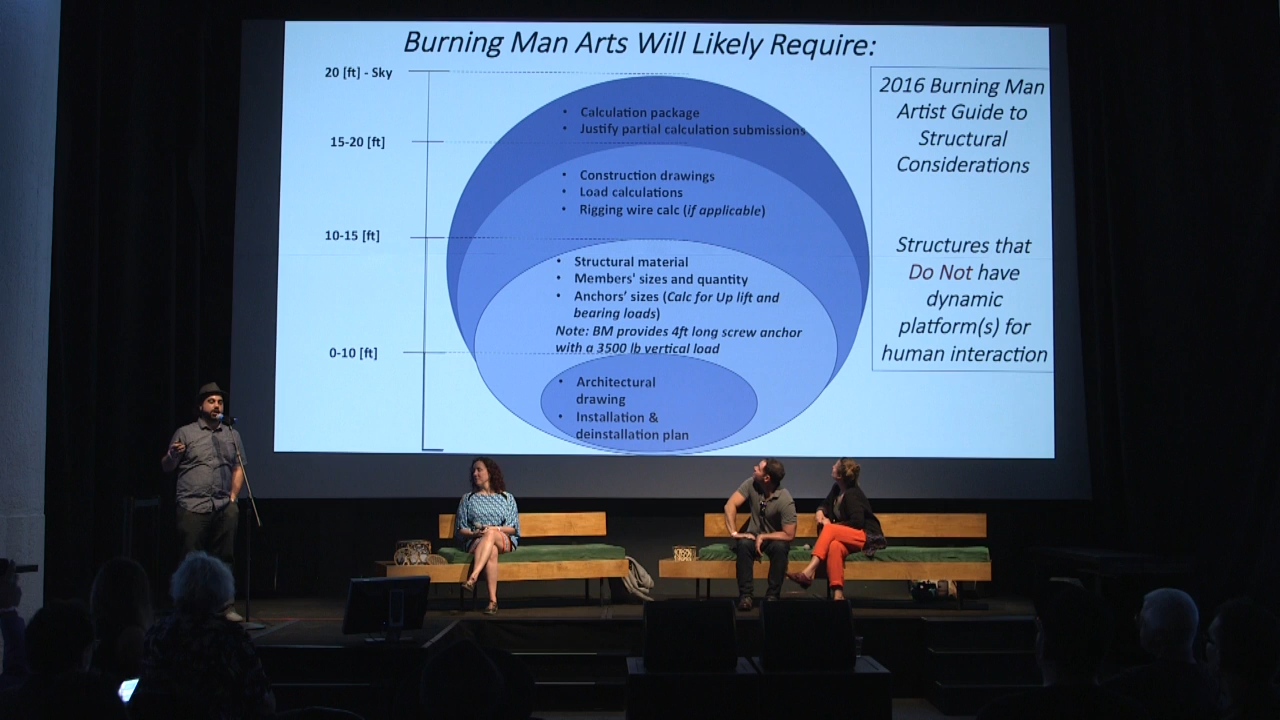 Burning Man Arts Will Likely Require:
20 [ft] - Sky
15-20 [ft]
10-15 [ft]
0-10 [ft]
• Calculation package
• Justify partial calculation submissions
• Construction drawings
• Load calculations
• Rigging wire calc (if applicable)
• Structural material
• Members' sizes and quantity
• Anchors’ sizes (Calc for Up lift and
bearing loads)
Note: BM provides 4ft long screw anchor
with a 3500 lb vertical load
• Architectural
drawing
• Installation &
deinstallation plan
2016 Burning Man
Artist Guide to
Structural
Considerations
Structures that
Do Not have
dynamic
platform(s) for
human interaction